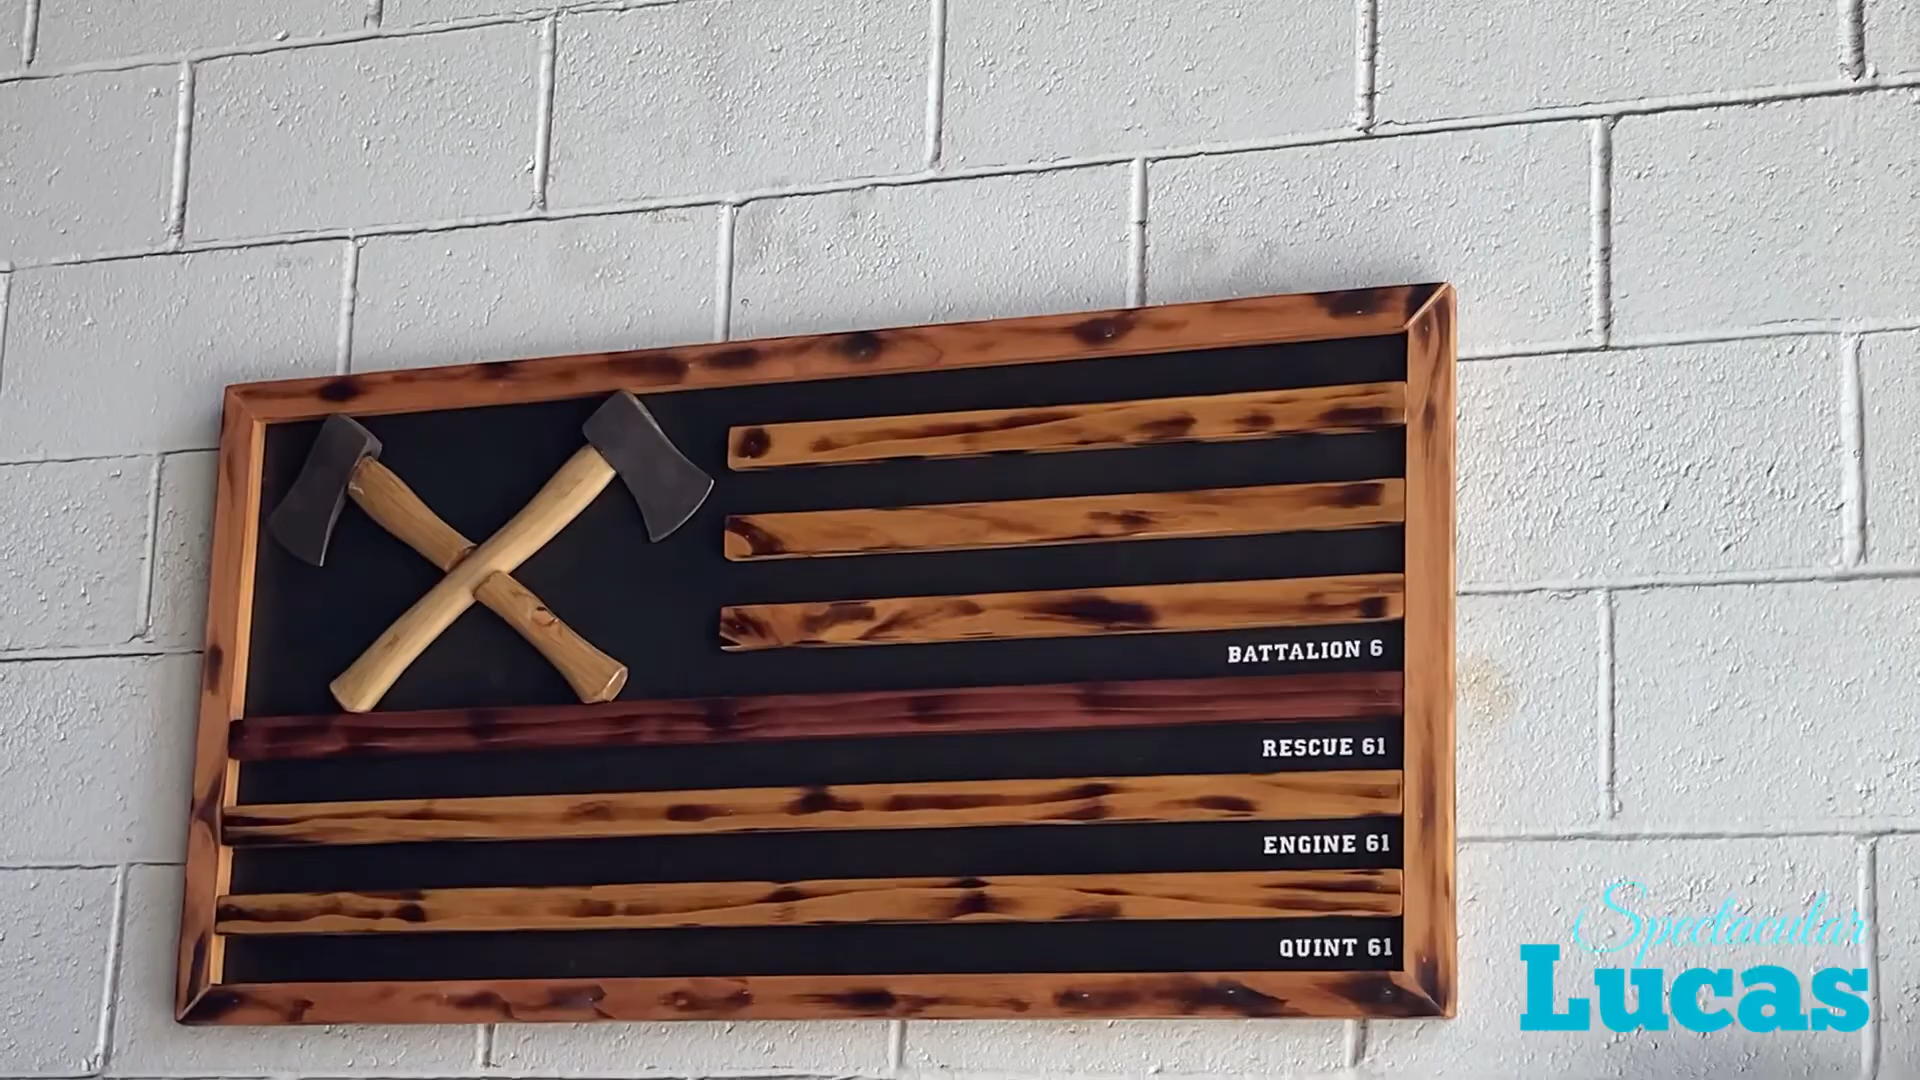 BATTALION 6
RESCUE 61
ENGINE 61
QUINT 61
Spectacular
Lucas